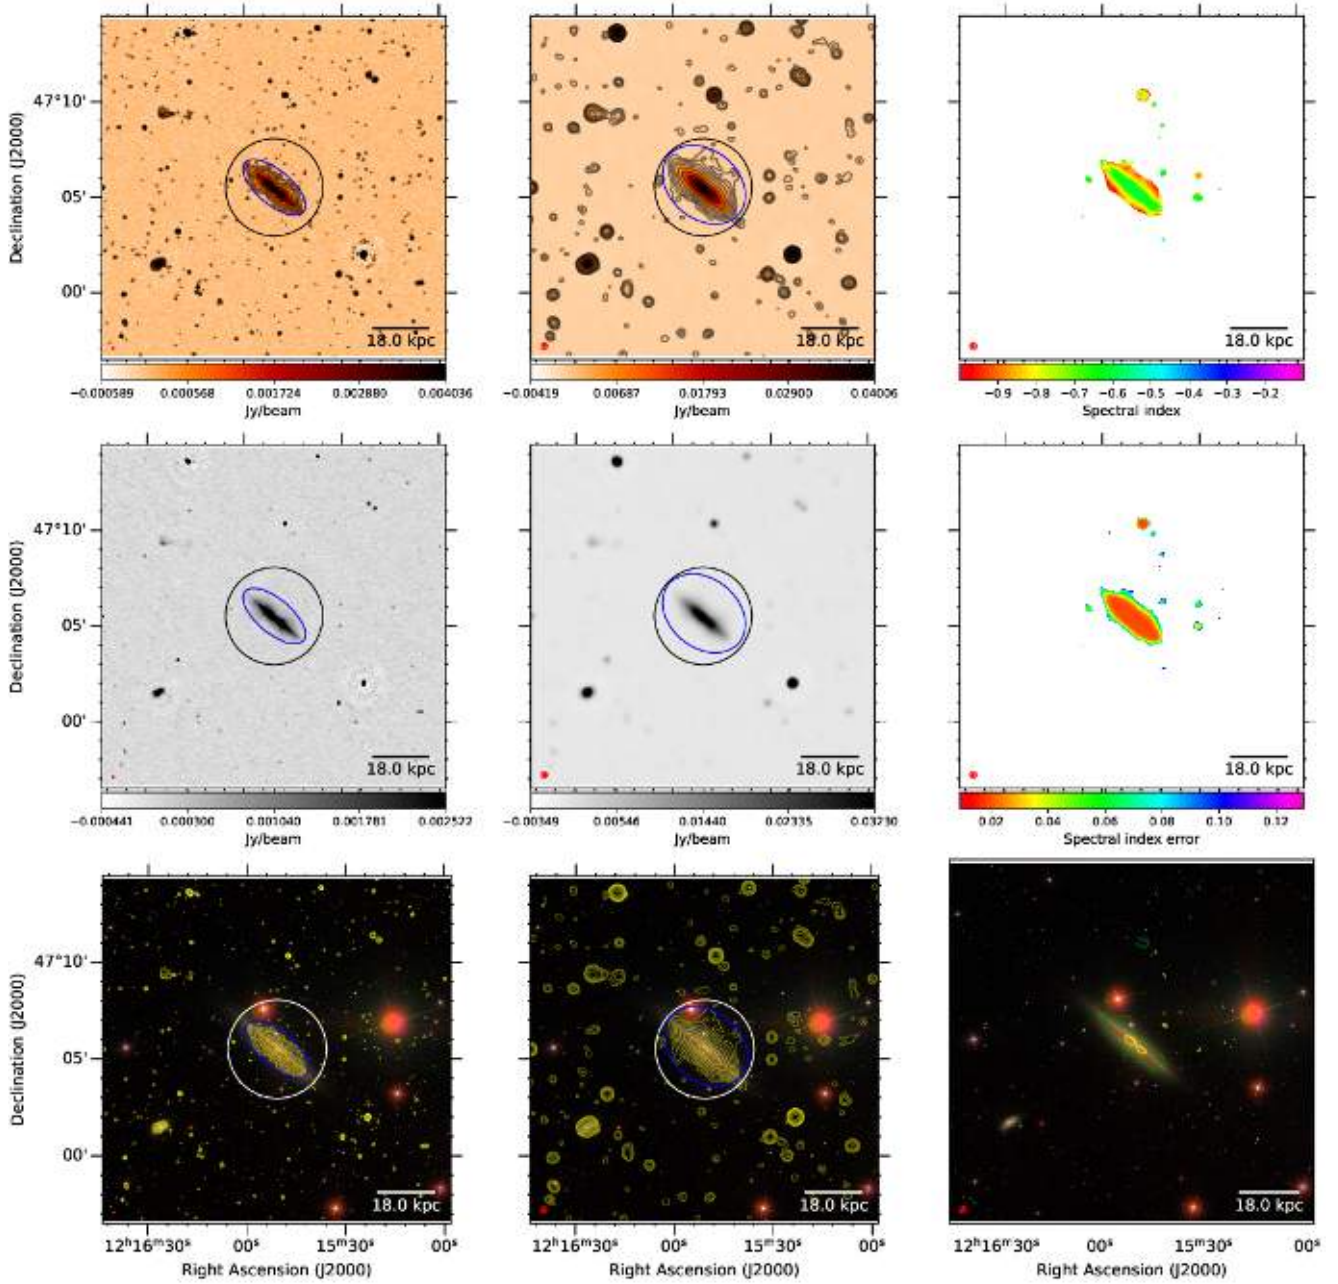 Declination (J2000)
47°10'
05'
00'
18.0 kpc
18.0 kpc
18.0 kpc
−0.000589 0.000568 0.001724 0.002880 0.004036
Jy/beam
−0.00419 0.00687 0.01793 0.02900 0.04006
Jy/beam
−0.9 −0.8 −0.7 −0.6 −0.5 −0.4 −0.3 −0.2
Spectral index
Declination (J2000)
47°10'
05'
00'
18.0 kpc
18.0 kpc
18.0 kpc
−0.000441 0.000300 0.001040 0.001781 0.002522
Jy/beam
−0.00349 0.00546 0.01440 0.02335 0.03230
Jy/beam
0.02 0.04 0.06 0.08 0.10 0.12
Spectral index error
Declination (J2000)
47°10'
05'
00'
18.0 kpc
18.0 kpc
18.0 kpc
12ʰ16ᵐ30ˢ 00ˢ 15ᵐ30ˢ 00ˢ
Right Ascension (J2000)
12ʰ16ᵐ30ˢ 00ˢ 15ᵐ30ˢ 00ˢ
Right Ascension (J2000)
12ʰ16ᵐ30ˢ 00ˢ 15ᵐ30ˢ 00ˢ
Right Ascension (J2000)